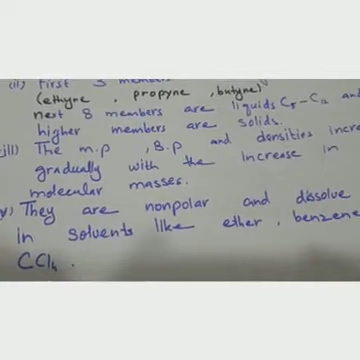 (ii) First 3 members
(ethyne , propyne , butyne)
next 8 members are liquids C5-C12 and
higher members are solids.
iii) The m.p , B.p and densities incre
gradually with the increase in
molecular masses.
v) They are nonpolar and dissolve
in solvents like ether , benzene
CCl4 .